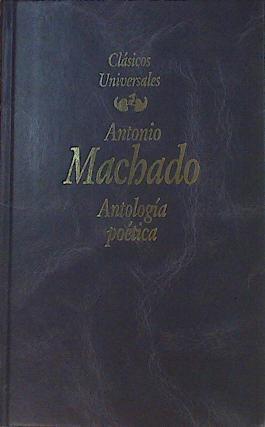 Clásicos
Universales
Antonio
Machado
Antología
poética